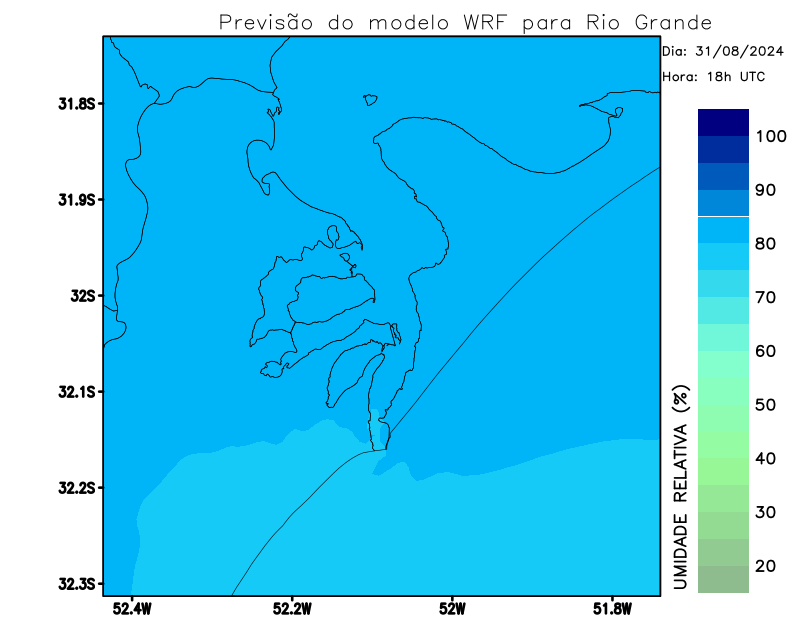 Previsão do modelo WRF para Rio Grande
Dia: 31/08/2024
Hora: 18h UTC
31.8S
31.9S
32S
32.1S
32.2S
32.3S
52.4W
52.2W
52W
51.8W
100
90
80
70
60
50
40
30
20
UMIDADE RELATIVA (%)